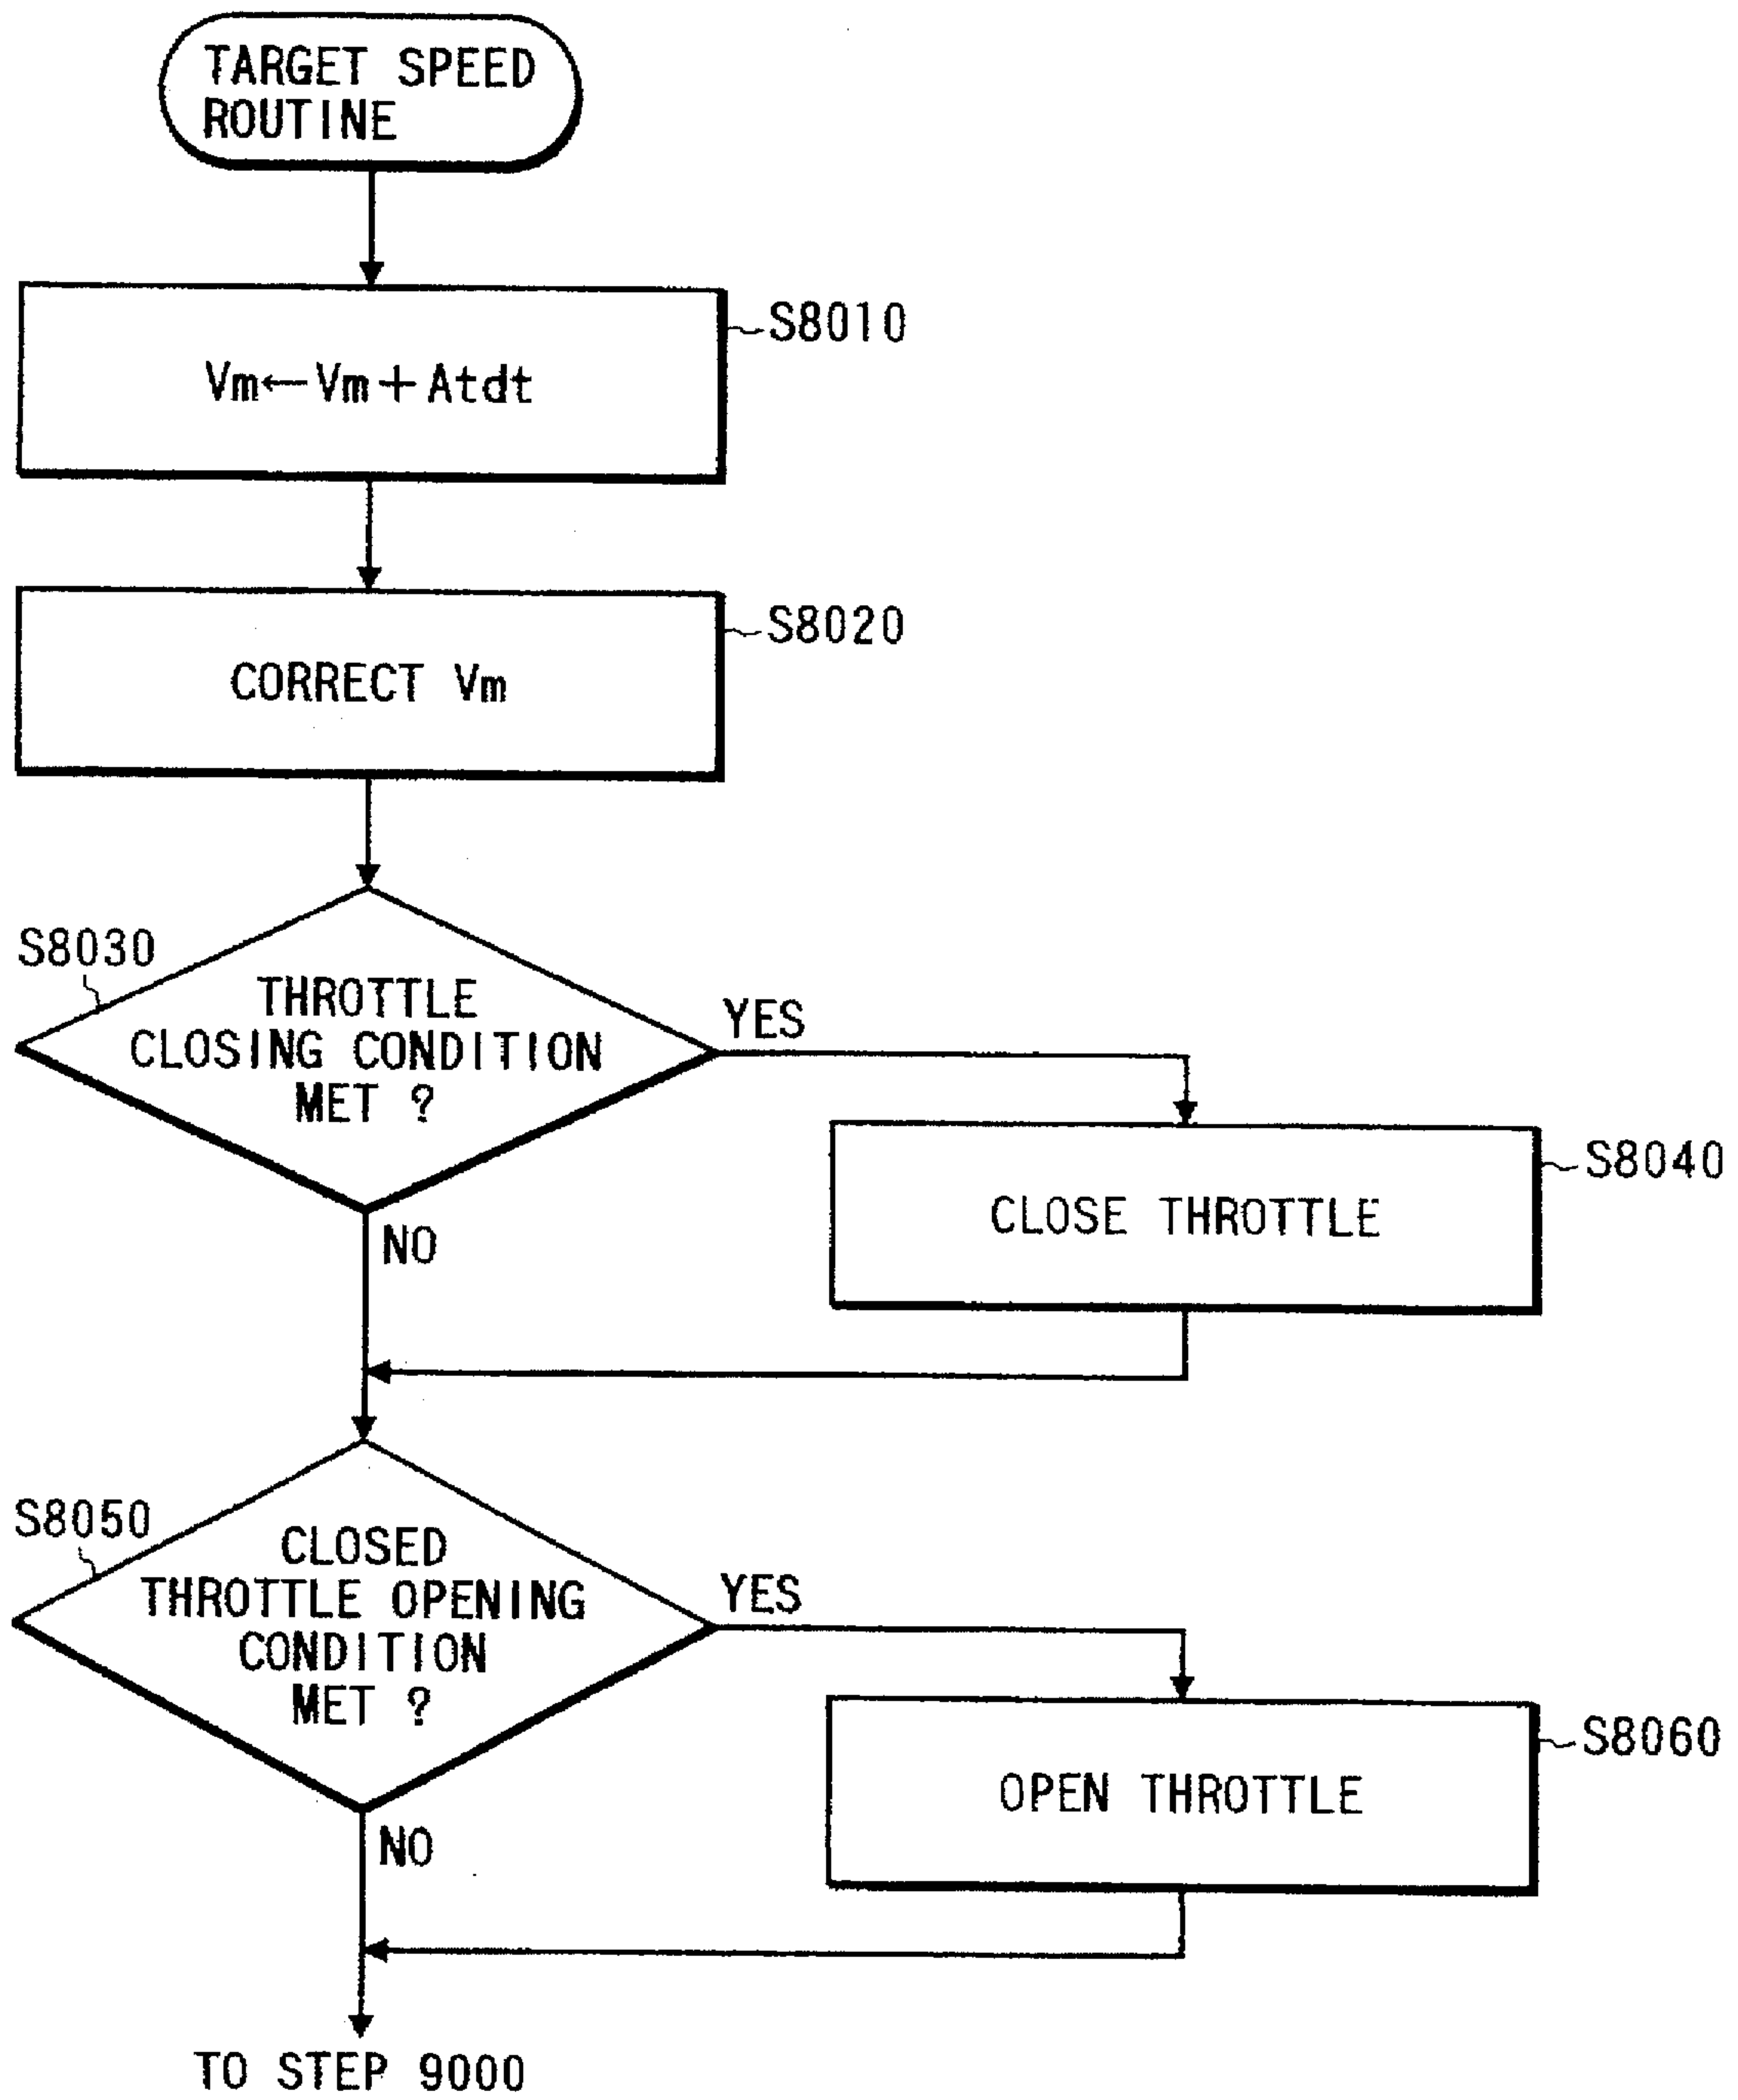 TARGET SPEED
ROUTINE
S8010
Vm←Vm+Atdt
S8020
CORRECT Vm
S8030
THROTTLE
CLOSING CONDITION
MET ?
YES
NO
S8040
CLOSE THROTTLE
S8050
CLOSED
THROTTLE OPENING
CONDITION
MET ?
YES
NO
S8060
OPEN THROTTLE
TO STEP 9000